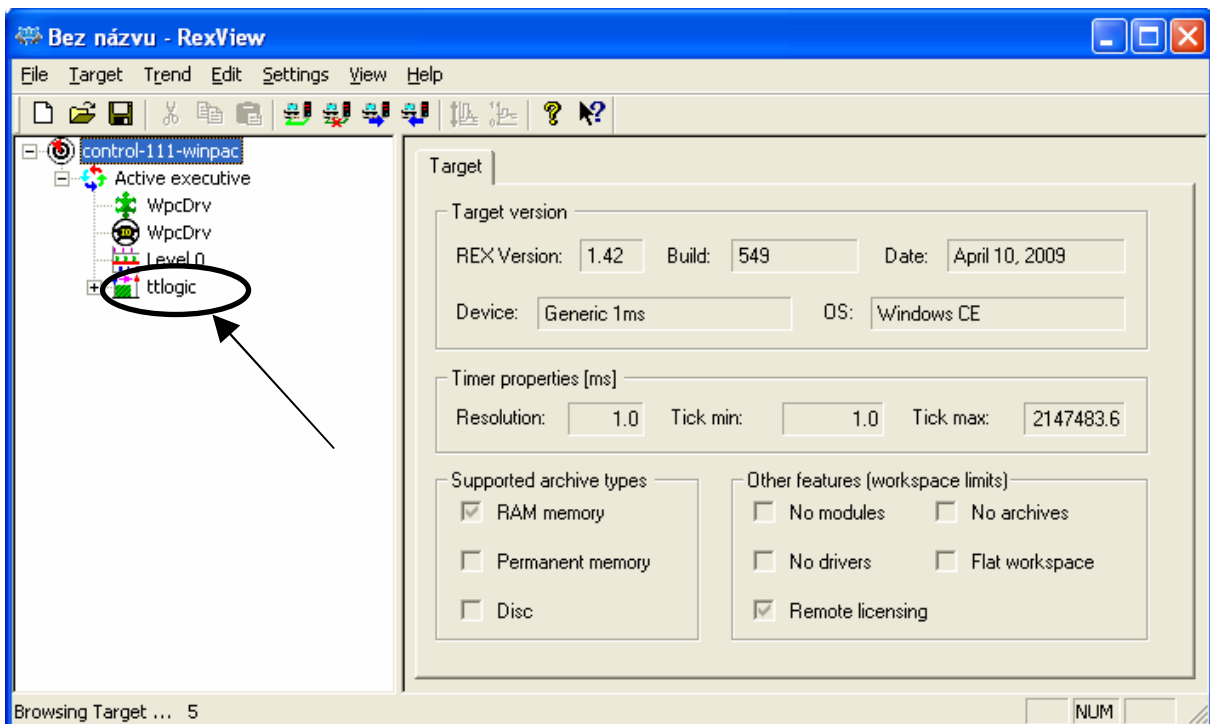 Bez názvu - RexView
File Target Trend Edit Settings View Help
control-111-winpac
Active executive
WpcDrv
WpcDrv
Level 0
ttlogic
Target
Target version
REX Version: 1.42 Build: 549 Date: April 10, 2009
Device: Generic 1ms OS: Windows CE
Timer properties [ms]
Resolution: 1.0 Tick min: 1.0 Tick max: 2147483.6
Supported archive types
RAM memory
Permanent memory
Disc
Other features (workspace limits)
No modules No archives
No drivers Flat workspace
Remote licensing
Browsing Target ... 5 NUM